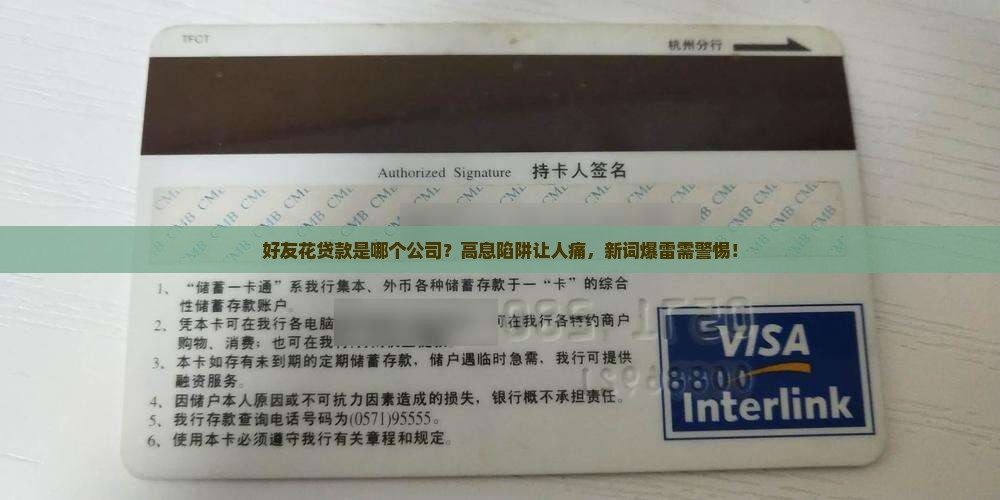 TFCT
杭州分行
Authorized Signature 持卡人签名
CMB CMB CMB CMB CMB CMB CMB
好友花贷款是哪个公司？高息陷阱让人痛，新词爆雷需警惕！
1、“储蓄一卡通”系我行集本、外币各种储蓄存款于一“卡”的综合
性储蓄存款账户
2、凭本卡可在我行各电脑 可在我行各特约商户
购物、消费；也可在我
3、本卡如存有未到期的定期储蓄存款，储户遇临时急需，我行可提供
融资服务。
4、因储户本人原因或不可抗力因素造成的损失，银行概不承担责任。
5、我行存款查询电话号码为(0571)95555。
6、使用本卡必须遵守我行有关章程和规定。
VISA
Interlink